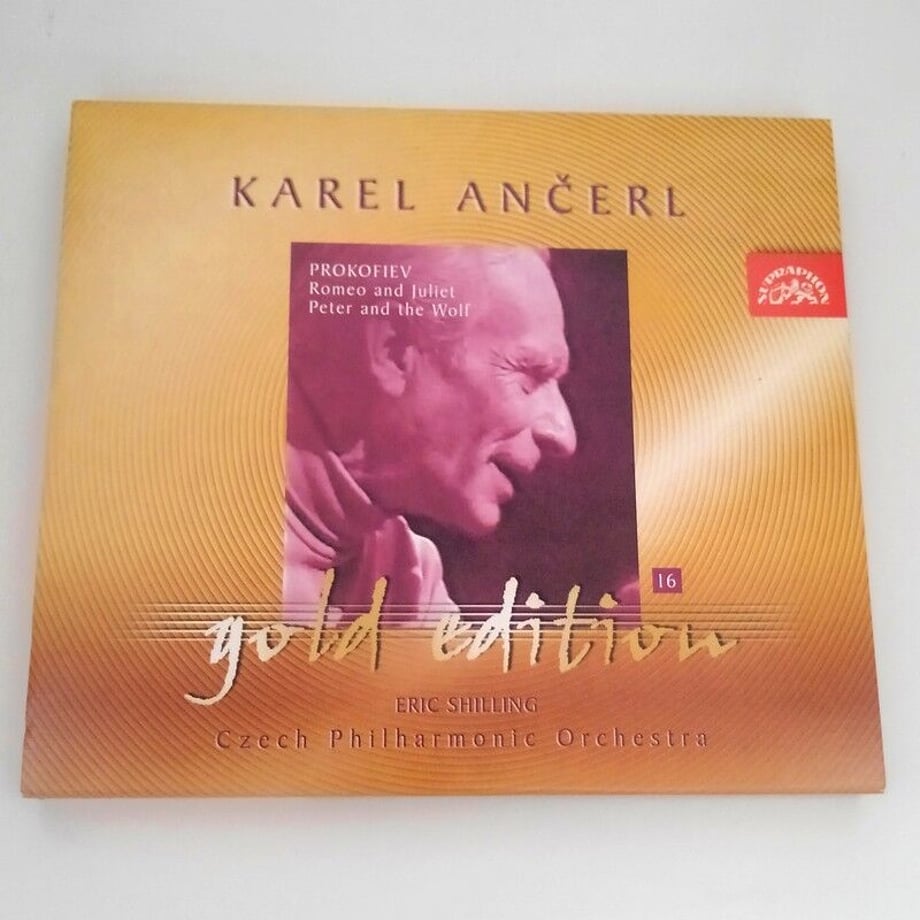 KAREL ANČERL
PROKOFIEV
Romeo and Juliet
Peter and the Wolf
SUPRAPHON
16
gold edition
ERIC SHILLING
Czech Philharmonic Orchestra